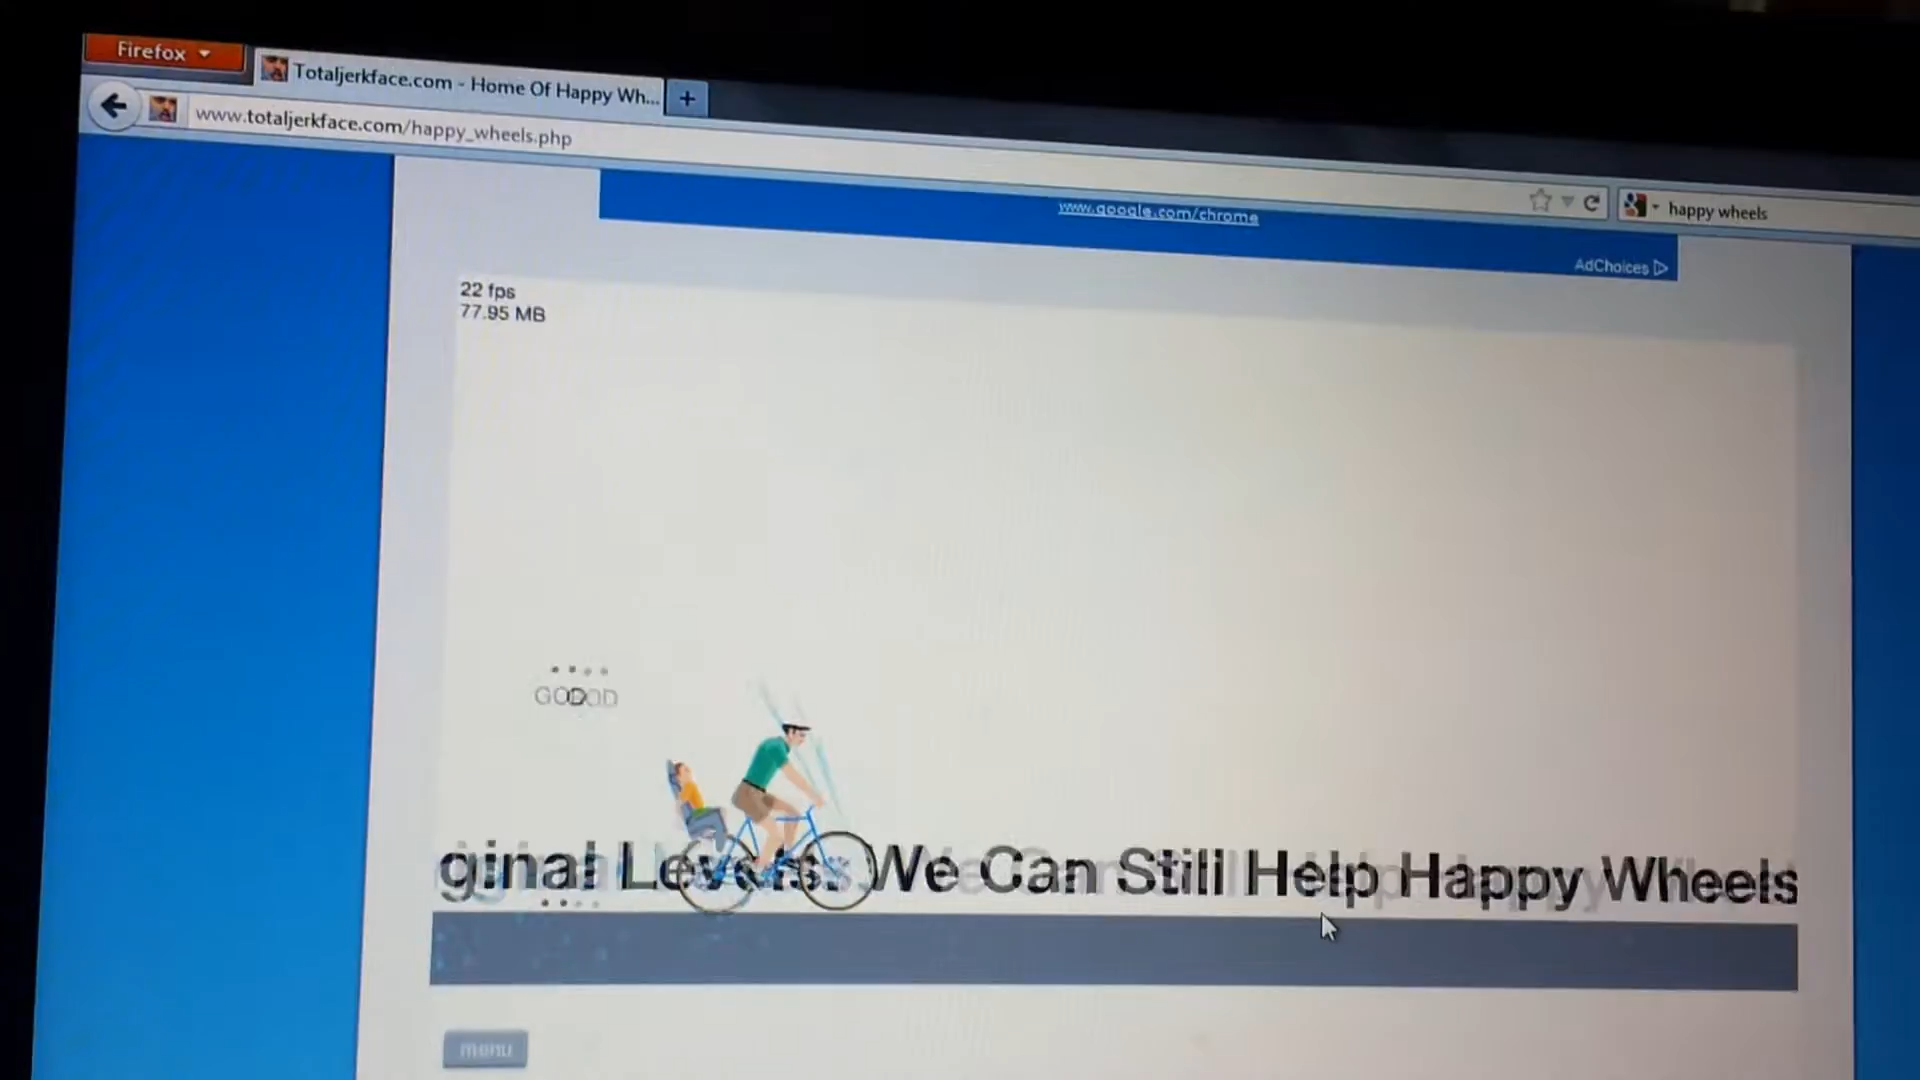 Firefox
Totaljerkface.com - Home Of Happy Wh...
www.totaljerkface.com/happy_wheels.php
happy wheels
www.google.com/chrome
AdChoices
22 fps
77.95 MB
ginal Levels. We Can Still Help Happy Wheels
menu